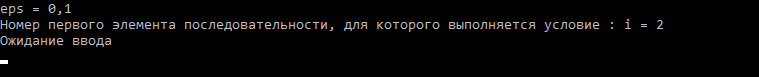 eps = 0,1
Номер первого элемента последовательности, для которого выполняется условие : i = 2
Ожидание ввода